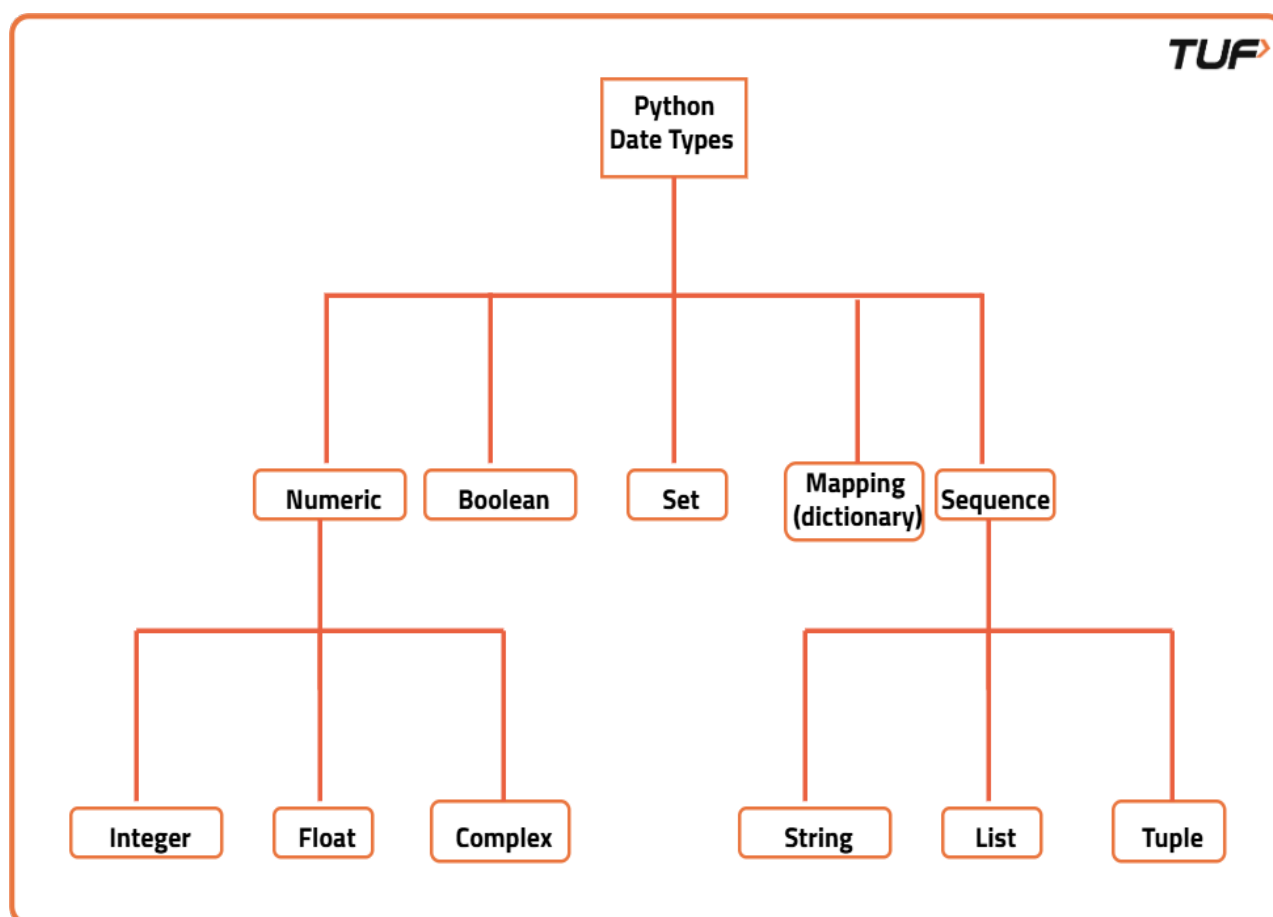 TUF
Python
Date Types
Numeric
Boolean
Set
Mapping
(dictionary)
Sequence
Integer
Float
Complex
String
List
Tuple